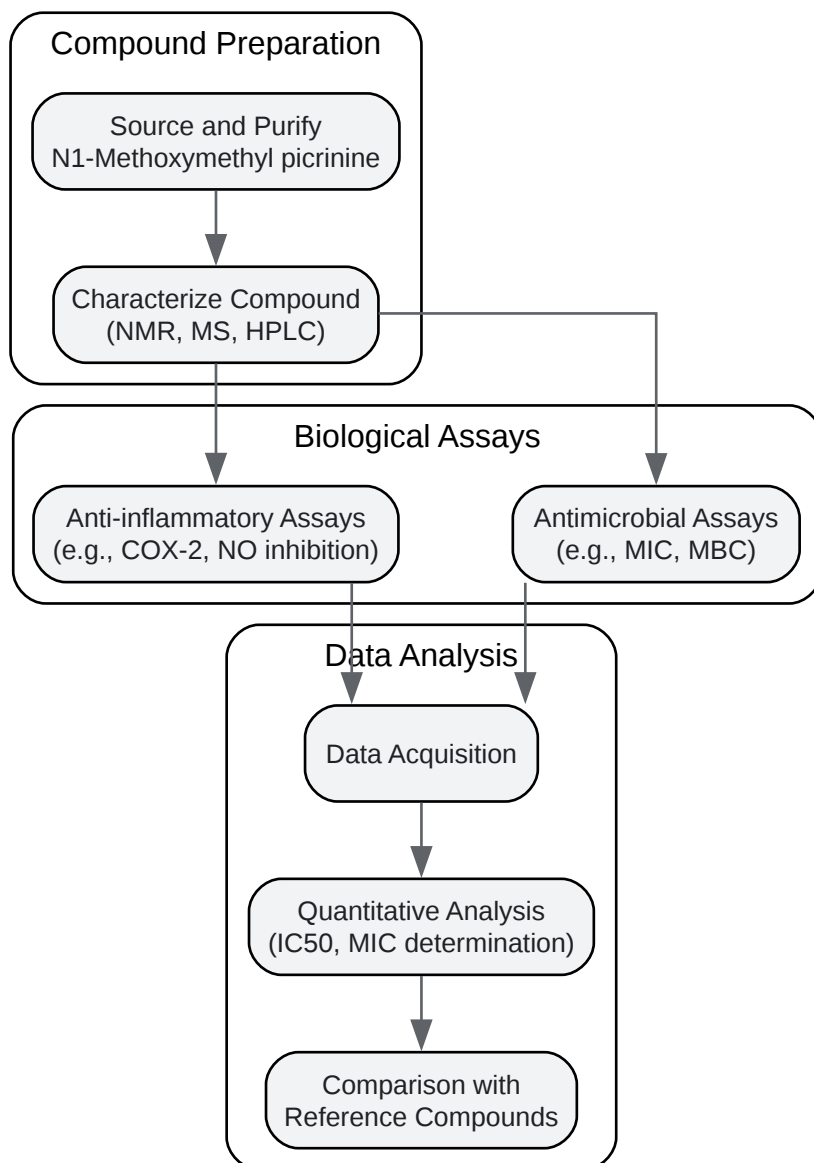 Compound Preparation
Source and Purify
N1-Methoxymethyl picrinine
Characterize Compound
(NMR, MS, HPLC)
Biological Assays
Anti-inflammatory Assays
(e.g., COX-2, NO inhibition)
Antimicrobial Assays
(e.g., MIC, MBC)
Data Analysis
Data Acquisition
Quantitative Analysis
(IC50, MIC determination)
Comparison with
Reference Compounds